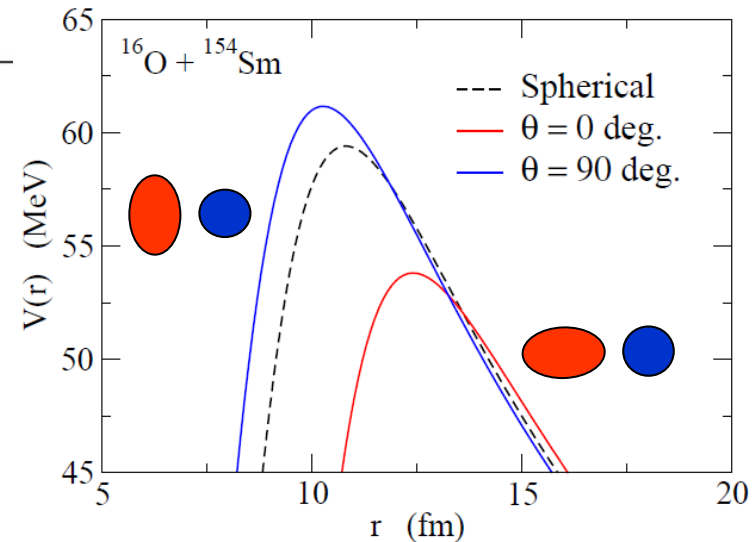 65
60
55
50
45
V(r) (MeV)
¹⁶O + ¹⁵⁴Sm
Spherical
θ = 0 deg.
θ = 90 deg.
5 10 15 20
r (fm)